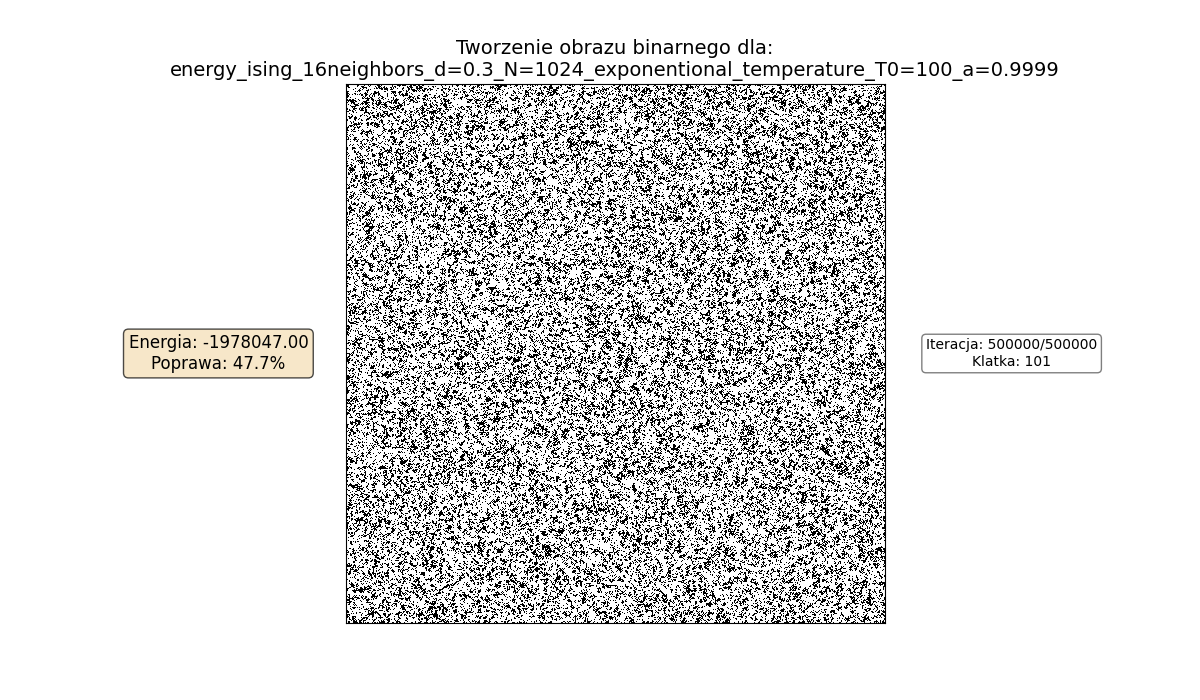 Tworzenie obrazu binarnego dla:
energy_ising_16neighbors_d=0.3_N=1024_exponentional_temperature_T0=100_a=0.9999
Energia: -1978047.00
Poprawa: 47.7%
Iteracja: 500000/500000
Klatka: 101